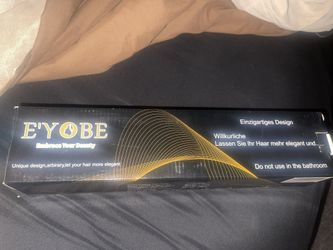 E'YOBE
Embrace Your Beauty
Unique design,arbitrary,let your hair more elegant
Einzigartiges Design
Willkurliche
Lassen Sie Ihr Haar mehr elegant und...
Do not use in the bathroom